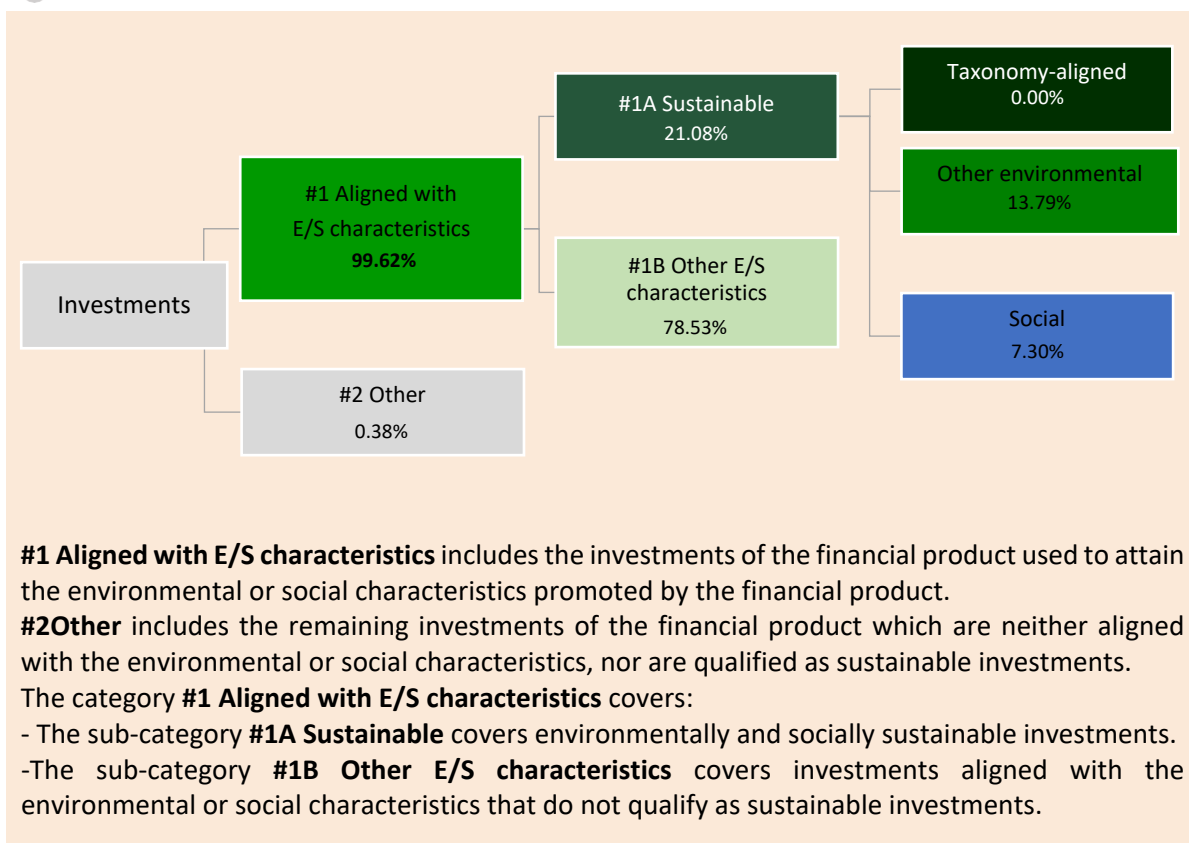 Investments
#1 Aligned with
E/S characteristics
99.62%
#2 Other
0.38%
#1A Sustainable
21.08%
#1B Other E/S
characteristics
78.53%
Taxonomy-aligned
0.00%
Other environmental
13.79%
Social
7.30%
#1 Aligned with E/S characteristics includes the investments of the financial product used to attain
the environmental or social characteristics promoted by the financial product.
#2Other includes the remaining investments of the financial product which are neither aligned
with the environmental or social characteristics, nor are qualified as sustainable investments.
The category #1 Aligned with E/S characteristics covers:
- The sub-category #1A Sustainable covers environmentally and socially sustainable investments.
-The sub-category #1B Other E/S characteristics covers investments aligned with the
environmental or social characteristics that do not qualify as sustainable investments.